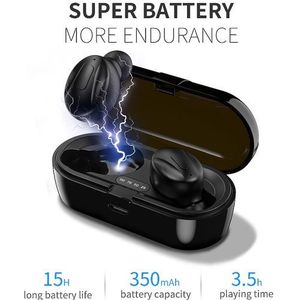 SUPER BATTERY
MORE ENDURANCE
15H
350mAh
3.5h
long battery life
battery capacity
playing time